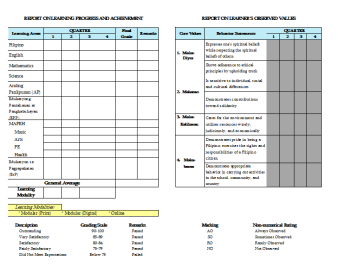 REPORT ON LEARNING PROGRESS AND ACHIEVEMENT
Learning Areas QUARTER Final Grade Remarks
1 2 3 4
Filipino
English
Mathematics
Science
Araling
Panlipunan (AP)
Edukasyong
Pantahanan at
Pangkabuhayan
(EPP)
MAPEH
Music
Arts
PE
Health
Edukasyon sa
Pagpapakatao
(EsP)
General Average
Learning
Modality
Learning Modalities:
Modular (Print) Modular (Digital) Online
Description Grading Scale Remarks
Outstanding 90-100 Passed
Very Satisfactory 85-89 Passed
Satisfactory 80-84 Passed
Fairly Satisfactory 75-79 Passed
Did Not Meet Expectations Below 75 Failed
REPORT ON LEARNER'S OBSERVED VALUES
Core Values Behavior Statements QUARTER
1 2 3 4
1. Maka-
Diyos
Expresses one's spiritual beliefs
while respecting the spiritual
beliefs of others
Shows adherence to ethical
principles by upholding truth
2. Makatao
Is sensitive to individual, social
and cultural differences
Demonstrates contributions
toward solidarity
3. Maka-
Kalikasan
Cares for the environment and
utilizes resources wisely,
judiciously, and economically
4. Maka-
bansa
Demonstrates pride in being a
Filipino; exercises the rights and
responsibilities of a Filipino
citizen
Demonstrates appropriate
behavior in carrying out activities
in the school, community, and
country
Marking Non-numerical Rating
AO Always Observed
SO Sometimes Observed
RO Rarely Observed
NO Not Observed